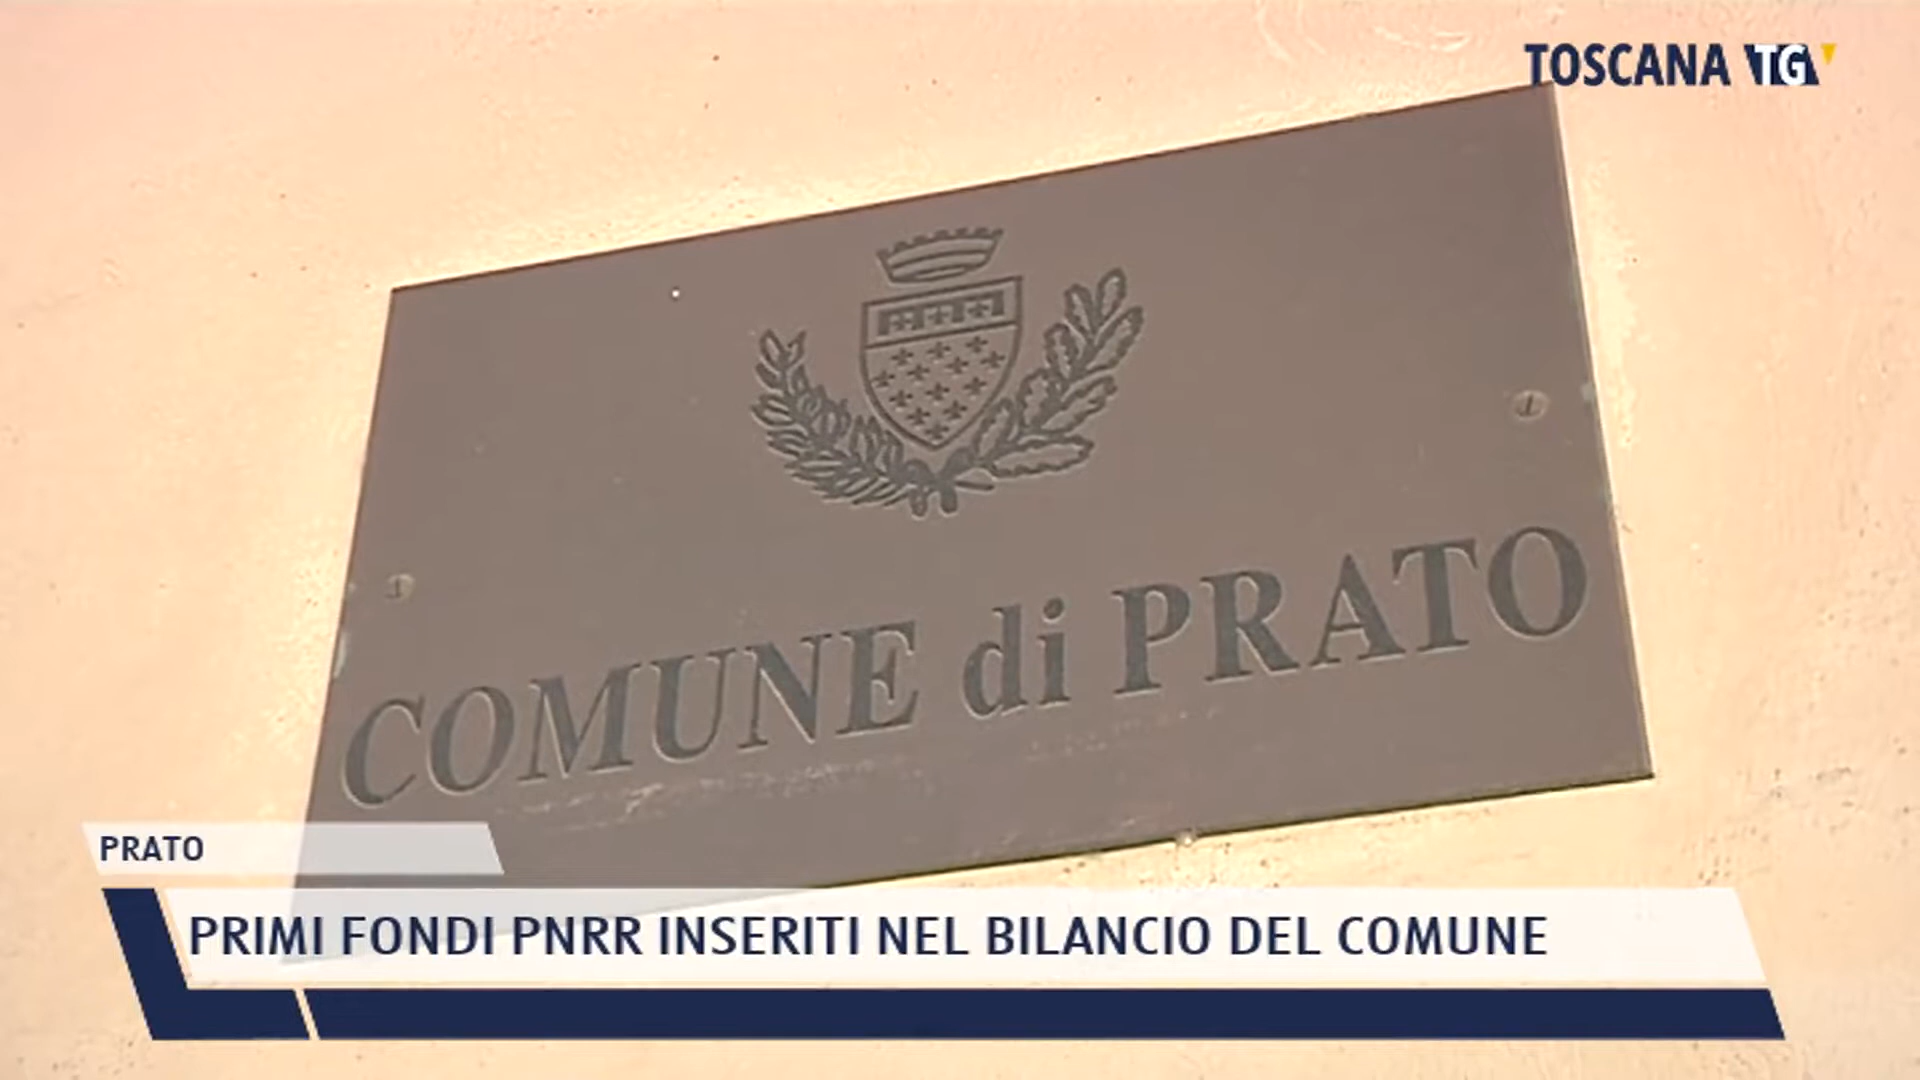 TOSCANA TG
COMUNE di PRATO
PRATO
PRIMI FONDI PNRR INSERITI NEL BILANCIO DEL COMUNE